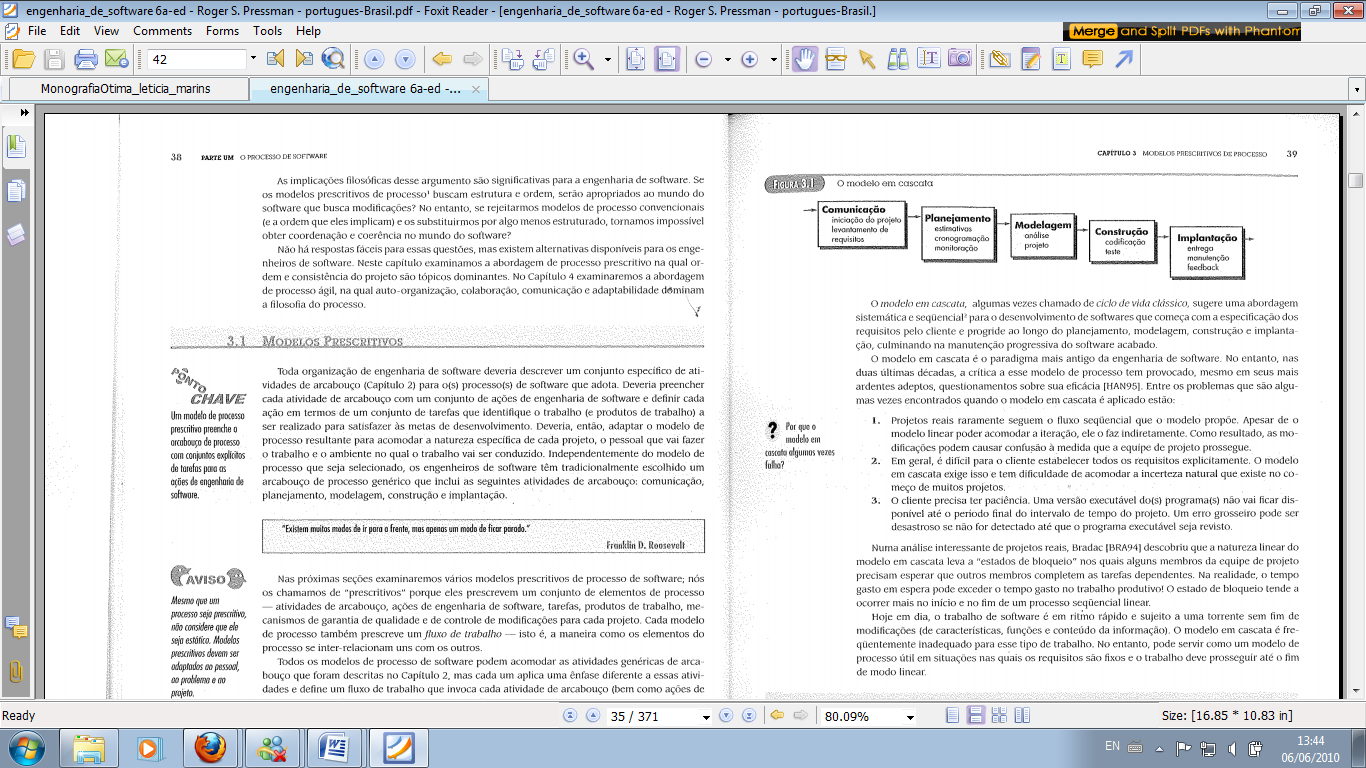 engenharia_de_software 6a-ed - Roger S. Pressman - portugues-Brasil.pdf - Foxit Reader - [engenharia_de_software 6a-ed - Roger S. Pressman - portugues-Brasil.]
File Edit View Comments Forms Tools Help
Merge and Split PDFs with Phantom
42
MonografiaOtima_leticia_marins
engenharia_de_software 6a-ed -...
38 PARTE UM O PROCESSO DE SOFTWARE
As implicações filosóficas desse argumento são significativas para a engenharia de software. Se
os modelos prescritivos de processo¹ buscam estrutura e ordem, serão apropriados ao mundo do
software que busca modificações? No entanto, se rejeitarmos modelos de processo convencionais
(e a ordem que eles implicam) e os substituirmos por algo menos estruturado, tornamos impossível
obter coordenação e coerência no mundo do software?
Não há respostas fáceis para essas questões, mas existem alternativas disponíveis para os enge-
nheiros de software. Neste capítulo examinamos a abordagem de processo prescritivo na qual or-
dem e consistência do projeto são tópicos dominantes. No Capítulo 4 examinaremos a abordagem
de processo ágil, na qual auto-organização, colaboração, comunicação e adaptabilidade dominam
a filosofia do processo.
3.1 MODELOS PRESCRITIVOS
PONTO
CHAVE
Um modelo de processo
prescritivo preenche o
arcabouço de processo
com conjuntos explícitos
de tarefas para as
ações de engenharia de
software.
Toda organização de engenharia de software deveria descrever um conjunto específico de ati-
vidades de arcabouço (Capítulo 2) para o(s) processo(s) de software que adota. Deveria preencher
cada atividade de arcabouço com um conjunto de ações de engenharia de software e definir cada
ação em termos de um conjunto de tarefas que identifique o trabalho (e produtos de trabalho) a
ser realizado para satisfazer às metas de desenvolvimento. Deveria, então, adaptar o modelo de
processo resultante para acomodar a natureza específica de cada projeto, o pessoal que vai fazer
o trabalho e o ambiente no qual o trabalho vai ser conduzido. Independentemente do modelo de
processo que seja selecionado, os engenheiros de software têm tradicionalmente escolhido um
arcabouço de processo genérico que inclui as seguintes atividades de arcabouço: comunicação,
planejamento, modelagem, construção e implantação.
"Existem muitos modos de ir para a frente, mas apenas um modo de ficar parado."
Franklin D. Roosevelt
AVISO
Mesmo que um
processo seja prescritivo,
não considere que ele
seja estático. Modelos
prescritivos devem ser
adaptados ao pessoal,
ao problema e ao
projeto.
Nas próximas seções examinaremos vários modelos prescritivos de processo de software; nós
os chamamos de "prescritivos" porque eles prescrevem um conjunto de elementos de processo
— atividades de arcabouço, ações de engenharia de software, tarefas, produtos de trabalho, me-
canismos de garantia de qualidade e de controle de modificações para cada projeto. Cada modelo
de processo também prescreve um fluxo de trabalho — isto é, a maneira como os elementos do
processo se inter-relacionam uns com os outros.
Todos os modelos de processo de software podem acomodar as atividades genéricas de arca-
bouço que foram descritas no Capítulo 2, mas cada um aplica uma ênfase diferente a essas ativi-
dades e define um fluxo de trabalho que invoca cada atividade de arcabouço (bem como ações de
CAPÍTULO 3 MODELOS PRESCRITIVOS DE PROCESSO 39
FIGURA 3.1 O modelo em cascata
Comunicação
iniciação do projeto
levantamento de
requisitos
Planejamento
estimativas
cronogramação
monitoração
Modelagem
análise
projeto
Construção
codificação
teste
Implantação
entrega
manutenção
feedback
O modelo em cascata, algumas vezes chamado de ciclo de vida clássico, sugere uma abordagem
sistemática e seqüencial² para o desenvolvimento de softwares que começa com a especificação dos
requisitos pelo cliente e progride ao longo do planejamento, modelagem, construção e implanta-
ção, culminando na manutenção progressiva do software acabado.
O modelo em cascata é o paradigma mais antigo da engenharia de software. No entanto, nas
duas últimas décadas, a crítica a esse modelo de processo tem provocado, mesmo em seus mais
ardentes adeptos, questionamentos sobre sua eficácia [HAN95]. Entre os problemas que são algu-
mas vezes encontrados quando o modelo em cascata é aplicado estão:
? Por que o
modelo em
cascata algumas vezes
falha?
1. Projetos reais raramente seguem o fluxo seqüencial que o modelo propõe. Apesar de o
modelo linear poder acomodar a iteração, ele o faz indiretamente. Como resultado, as mo-
dificações podem causar confusão à medida que a equipe de projeto prossegue.
2. Em geral, é difícil para o cliente estabelecer todos os requisitos explicitamente. O modelo
em cascata exige isso e tem dificuldade de acomodar a incerteza natural que existe no co-
meço de muitos projetos.
3. O cliente precisa ter paciência. Uma versão executável do(s) programa(s) não vai ficar dis-
ponível até o período final do intervalo de tempo do projeto. Um erro grosseiro pode ser
desastroso se não for detectado até que o programa executável seja revisto.
Numa análise interessante de projetos reais, Bradac [BRA94] descobriu que a natureza linear do
modelo em cascata leva a "estados de bloqueio" nos quais alguns membros da equipe de projeto
precisam esperar que outros membros completem as tarefas dependentes. Na realidade, o tempo
gasto em espera pode exceder o tempo gasto no trabalho produtivo! O estado de bloqueio tende a
ocorrer mais no início e no fim de um processo seqüencial linear.
Hoje em dia, o trabalho de software é em ritmo rápido e sujeito a uma torrente sem fim de
modificações (de características, funções e conteúdo da informação). O modelo em cascata é fre-
qüentemente inadequado para esse tipo de trabalho. No entanto, pode servir como um modelo de
processo útil em situações nas quais os requisitos são fixos e o trabalho deve prosseguir até o fim
de modo linear.
Ready
35 / 371
80.09%
Size: [16.85 * 10.83 in]
EN
13:44
06/06/2010